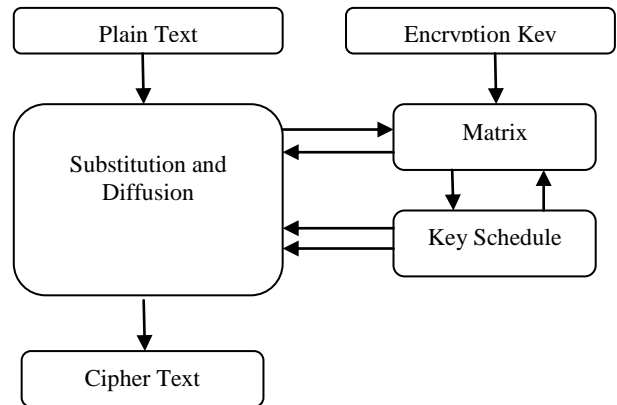 Plain Text
Encryption Key
Matrix
Substitution and
Diffusion
Key Schedule
Cipher Text